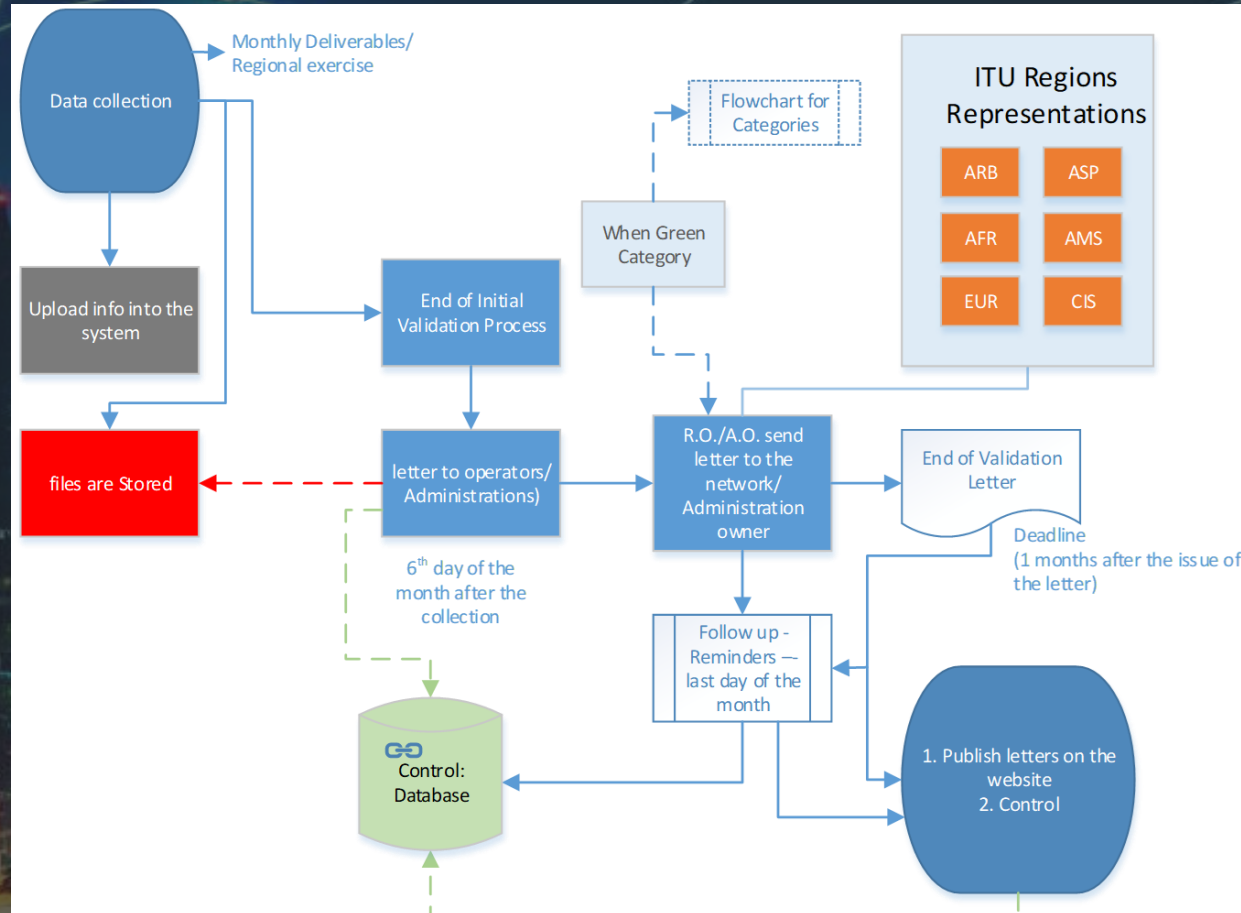 Monthly Deliverables/
Regional exercise
Data collection
Flowchart for
Categories
ITU Regions
Representations
ARB
ASP
AFR
AMS
EUR
CIS
When Green
Category
Upload info into the
system
End of Initial
Validation Process
files are Stored
letter to operators/
Administrations)
R.O./A.O. send
letter to the
network/
Administration
owner
End of Validation
Letter
Deadline
(1 months after the issue of
the letter)
6th day of the
month after the
collection
Follow up -
Reminders –-
last day of the
month
Control:
Database
1. Publish letters on the
website
2. Control